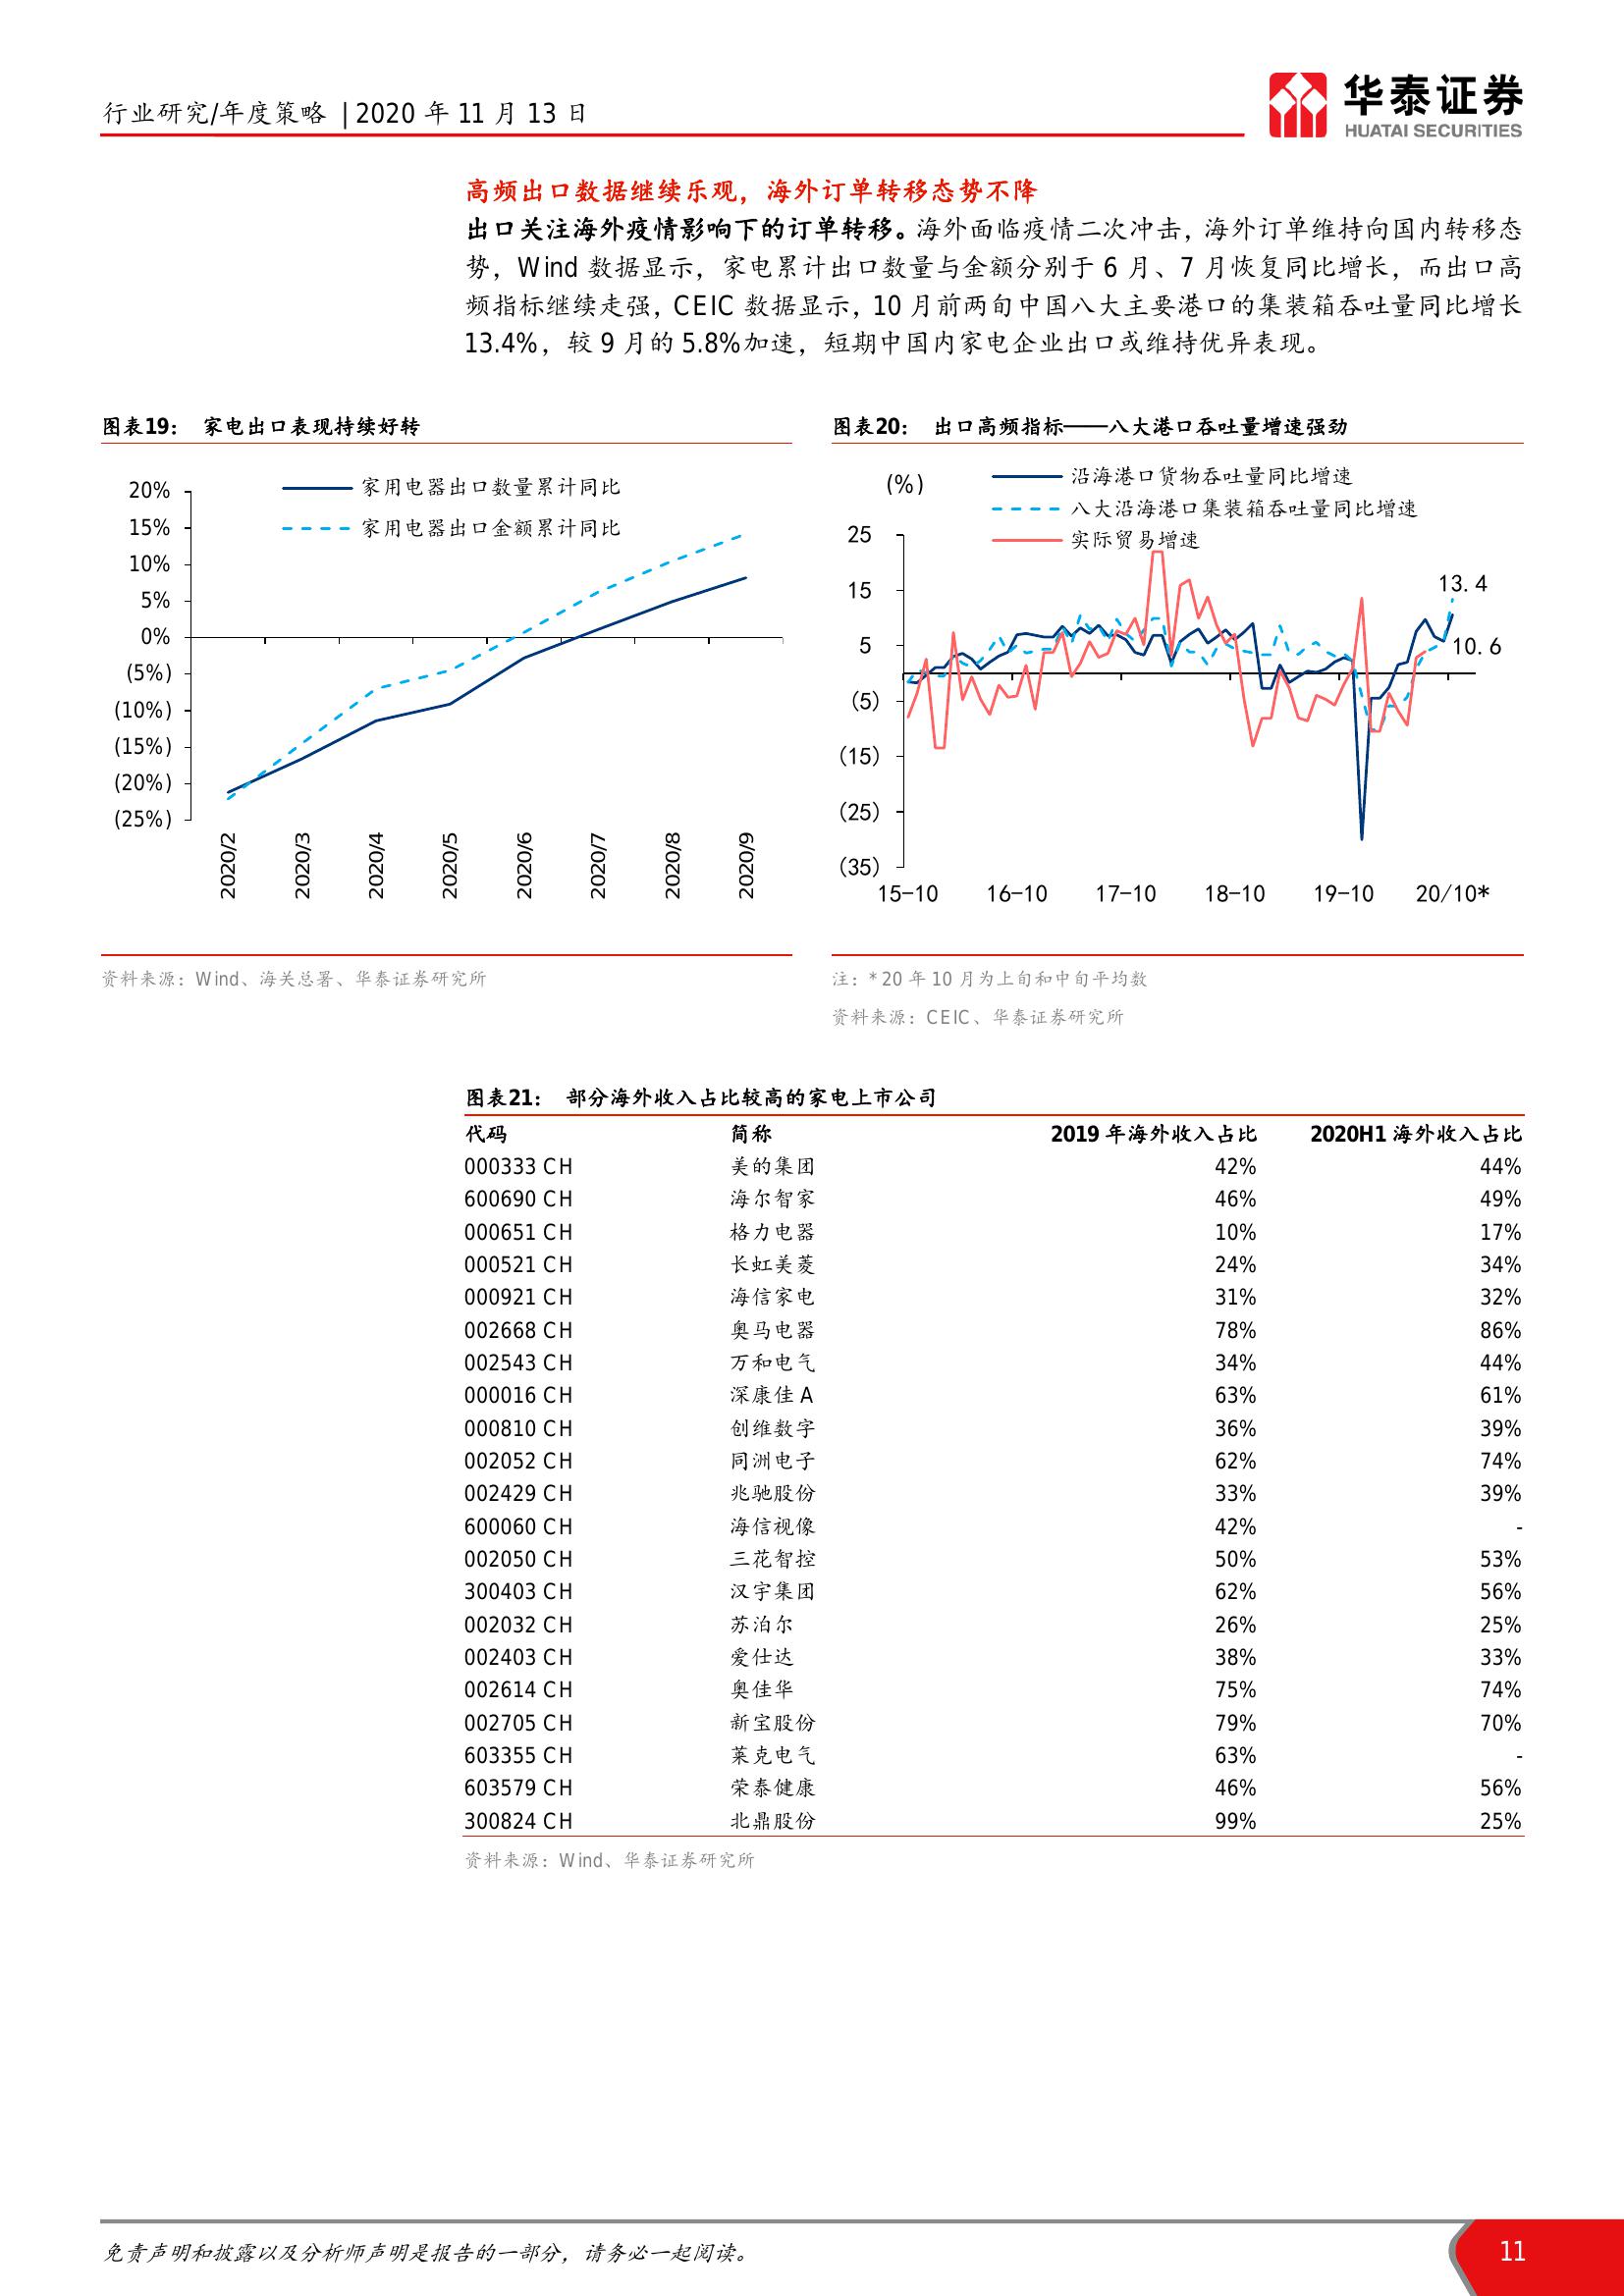 行业研究/年度策略 | 2020 年 11 月 13 日
华泰证券
HUATAI SECURITIES
高频出口数据继续乐观，海外订单转移态势不降
出口关注海外疫情影响下的订单转移。海外面临疫情二次冲击，海外订单维持向国内转移态
势，Wind 数据显示，家电累计出口数量与金额分别于 6 月、7 月恢复同比增长，而出口高
频指标继续走强，CEIC 数据显示，10 月前两旬中国八大主要港口的集装箱吞吐量同比增长
13.4%，较 9 月的 5.8%加速，短期中国内家电企业出口或维持优异表现。
图表19： 家电出口表现持续好转
家用电器出口数量累计同比
家用电器出口金额累计同比
20%
15%
10%
5%
0%
(5%)
(10%)
(15%)
(20%)
(25%)
2020/2 2020/3 2020/4 2020/5 2020/6 2020/7 2020/8 2020/9
资料来源：Wind、海关总署、华泰证券研究所
图表20： 出口高频指标——八大港口吞吐量增速强劲
(%)
沿海港口货物吞吐量同比增速
八大沿海港口集装箱吞吐量同比增速
实际贸易增速
25
15
5
(5)
(15)
(25)
(35)
13.4
10.6
15-10 16-10 17-10 18-10 19-10 20/10*
注：*20 年 10 月为上旬和中旬平均数
资料来源：CEIC、华泰证券研究所
图表21： 部分海外收入占比较高的家电上市公司
代码 简称 2019 年海外收入占比 2020H1 海外收入占比
000333 CH 美的集团 42% 44%
600690 CH 海尔智家 46% 49%
000651 CH 格力电器 10% 17%
000521 CH 长虹美菱 24% 34%
000921 CH 海信家电 31% 32%
002668 CH 奥马电器 78% 86%
002543 CH 万和电气 34% 44%
000016 CH 深康佳 A 63% 61%
000810 CH 创维数字 36% 39%
002052 CH 同洲电子 62% 74%
002429 CH 兆驰股份 33% 39%
600060 CH 海信视像 42% -
002050 CH 三花智控 50% 53%
300403 CH 汉宇集团 62% 56%
002032 CH 苏泊尔 26% 25%
002403 CH 爱仕达 38% 33%
002614 CH 奥佳华 75% 74%
002705 CH 新宝股份 79% 70%
603355 CH 莱克电气 63% -
603579 CH 荣泰健康 46% 56%
300824 CH 北鼎股份 99% 25%
资料来源：Wind、华泰证券研究所
免责声明和披露以及分析师声明是报告的一部分，请务必一起阅读。
11